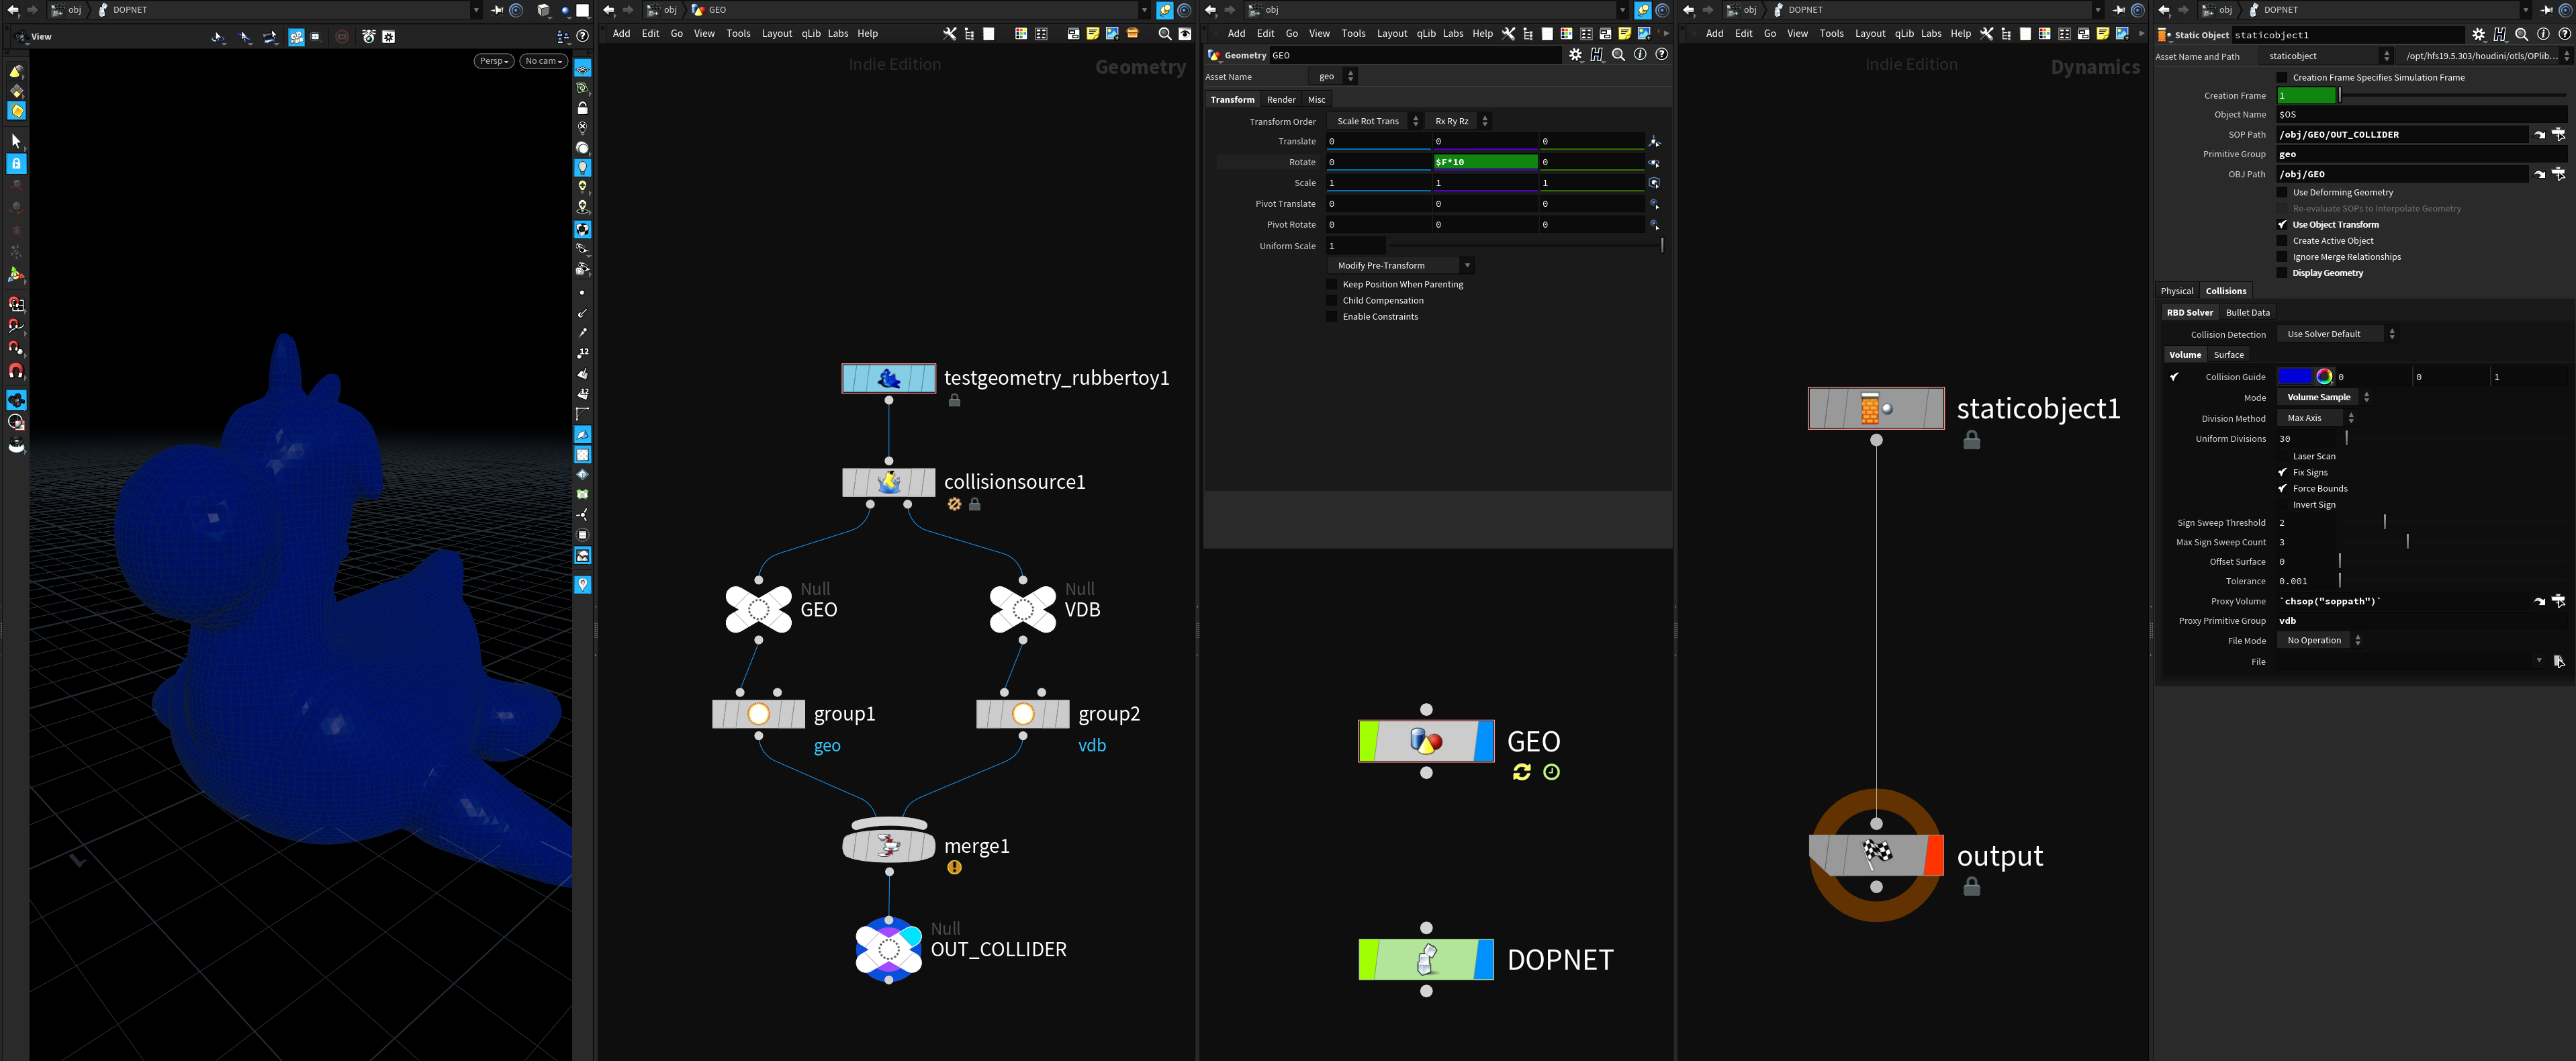 obj DOPNET
View
Persp No cam
12
12
obj GEO
Add Edit Go View Tools Layout qLib Labs Help
Indie Edition Geometry
testgeometry_rubbertoy1
collisionsource1
Null
GEO
Null
VDB
group1
geo
group2
vdb
merge1
Null
OUT_COLLIDER
obj
Add Edit Go View Tools Layout qLib Labs Help
Geometry GEO
Asset Name geo
Transform Render Misc
Transform Order Scale Rot Trans Rx Ry Rz
Translate 0 0 0
Rotate 0 $F*10 0
Scale 1 1 1
Pivot Translate 0 0 0
Pivot Rotate 0 0 0
Uniform Scale 1
Modify Pre-Transform
Keep Position When Parenting
Child Compensation
Enable Constraints
GEO
DOPNET
obj DOPNET
Add Edit Go View Tools Layout qLib Labs Help
Indie Edition Dynamics
staticobject1
output
obj DOPNET
Static Object staticobject1
Asset Name and Path staticobject /opt/hfs19.5.303/houdini/otls/OPlib...
Creation Frame Specifies Simulation Frame
Creation Frame 1
Object Name $OS
SOP Path /obj/GEO/OUT_COLLIDER
Primitive Group geo
OBJ Path /obj/GEO
Use Deforming Geometry
Re-evaluate SOPs to Interpolate Geometry
Use Object Transform
Create Active Object
Ignore Merge Relationships
Display Geometry
Physical Collisions
RBD Solver Bullet Data
Collision Detection Use Solver Default
Volume Surface
Collision Guide 0 0 1
Mode Volume Sample
Division Method Max Axis
Uniform Divisions 30
Laser Scan
Fix Signs
Force Bounds
Invert Sign
Sign Sweep Threshold 2
Max Sign Sweep Count 3
Offset Surface 0
Tolerance 0.001
Proxy Volume `chsop("soppath")`
Proxy Primitive Group vdb
File Mode No Operation
File